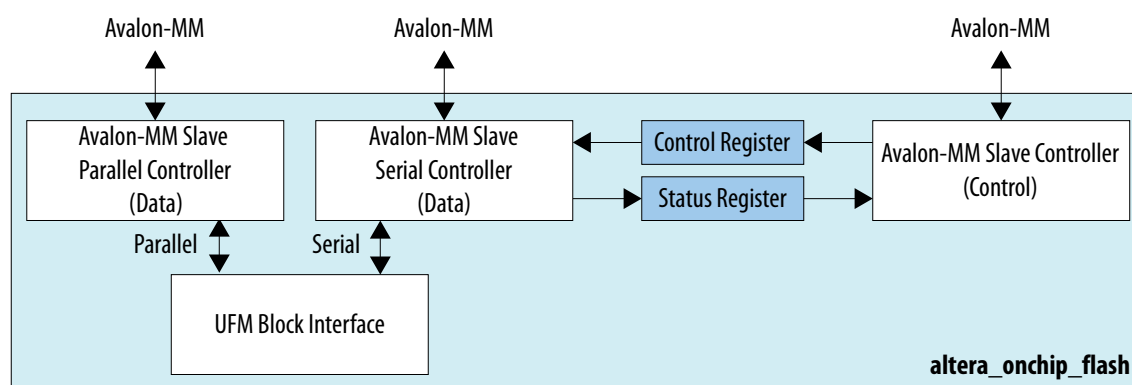 Avalon-MM
Avalon-MM
Avalon-MM
Avalon-MM Slave
Parallel Controller
(Data)
Avalon-MM Slave
Serial Controller
(Data)
Control Register
Status Register
Avalon-MM Slave Controller
(Control)
Parallel
Serial
UFM Block Interface
altera_onchip_flash